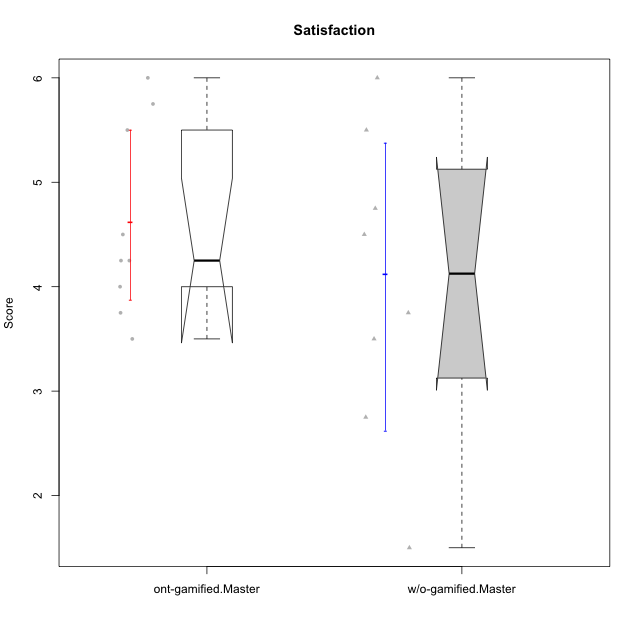 Satisfaction
Score
6
5
4
3
2
ont-gamified.Master
w/o-gamified.Master